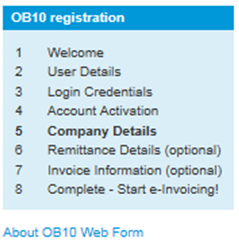 OB10 registration
1 Welcome
2 User Details
3 Login Credentials
4 Account Activation
5 Company Details
6 Remittance Details (optional)
7 Invoice Information (optional)
8 Complete - Start e-Invoicing!
About OB10 Web Form